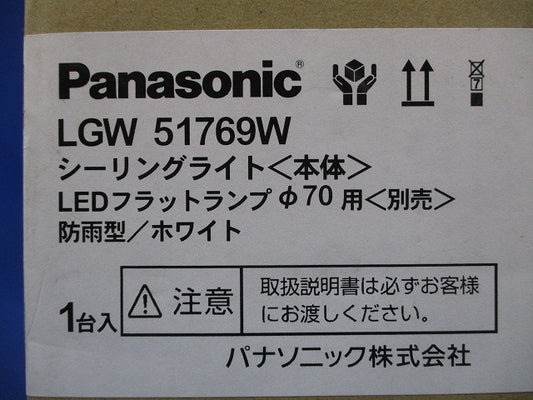 Panasonic®
LGW 51769W
シーリングライト<本体>
LEDフラットランプ φ70 用<別売>
防雨型/ホワイト
7
1台入
⚠ 注意
取扱説明書は必ずお客様
にお渡しください。
パナソニック株式会社